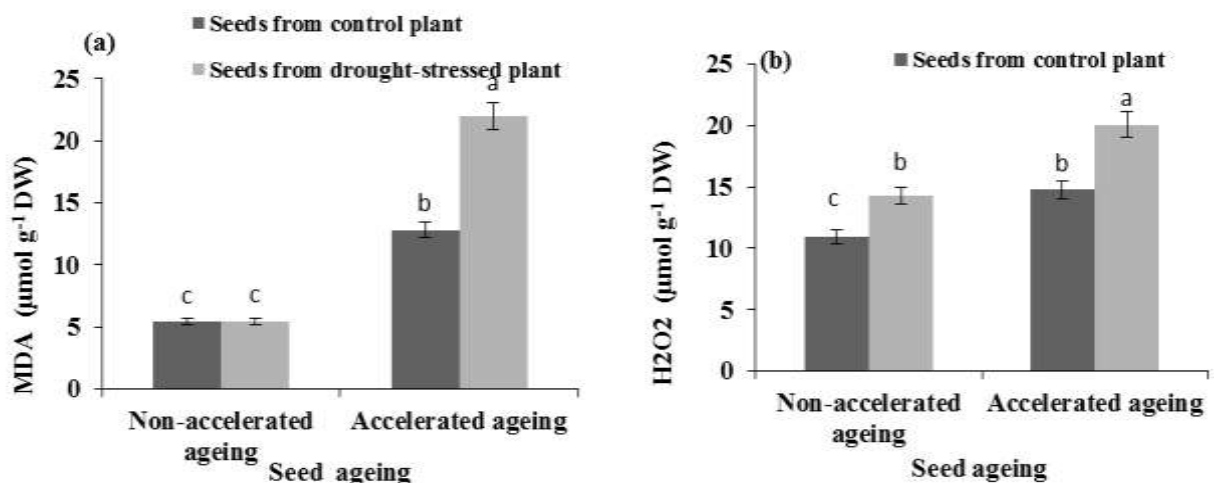 (a)
■Seeds from control plant
■Seeds from drought-stressed plant
MDA (µmol g⁻¹ DW)
25
20
15
10
5
0
c
c
b
a
Non-accelerated
ageing
Accelerated ageing
Seed ageing
(b)
■Seeds from control plant
H2O2 (µmol g⁻¹ DW)
25
20
15
10
5
0
c
b
b
a
Non-accelerated
ageing
Accelerated ageing
Seed ageing